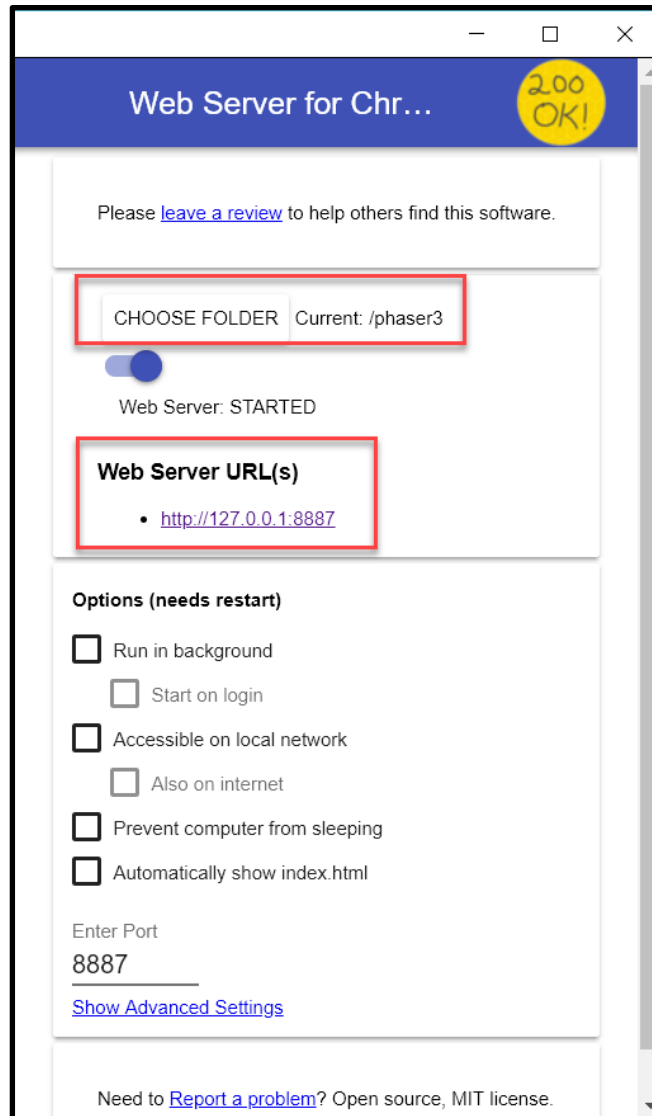 Web Server for Chr...
200
OK!
Please leave a review to help others find this software.
CHOOSE FOLDER Current: /phaser3
Web Server: STARTED
Web Server URL(s)
• http://127.0.0.1:8887
Options (needs restart)
Run in background
Start on login
Accessible on local network
Also on internet
Prevent computer from sleeping
Automatically show index.html
Enter Port
8887
Show Advanced Settings
Need to Report a problem? Open source, MIT license.